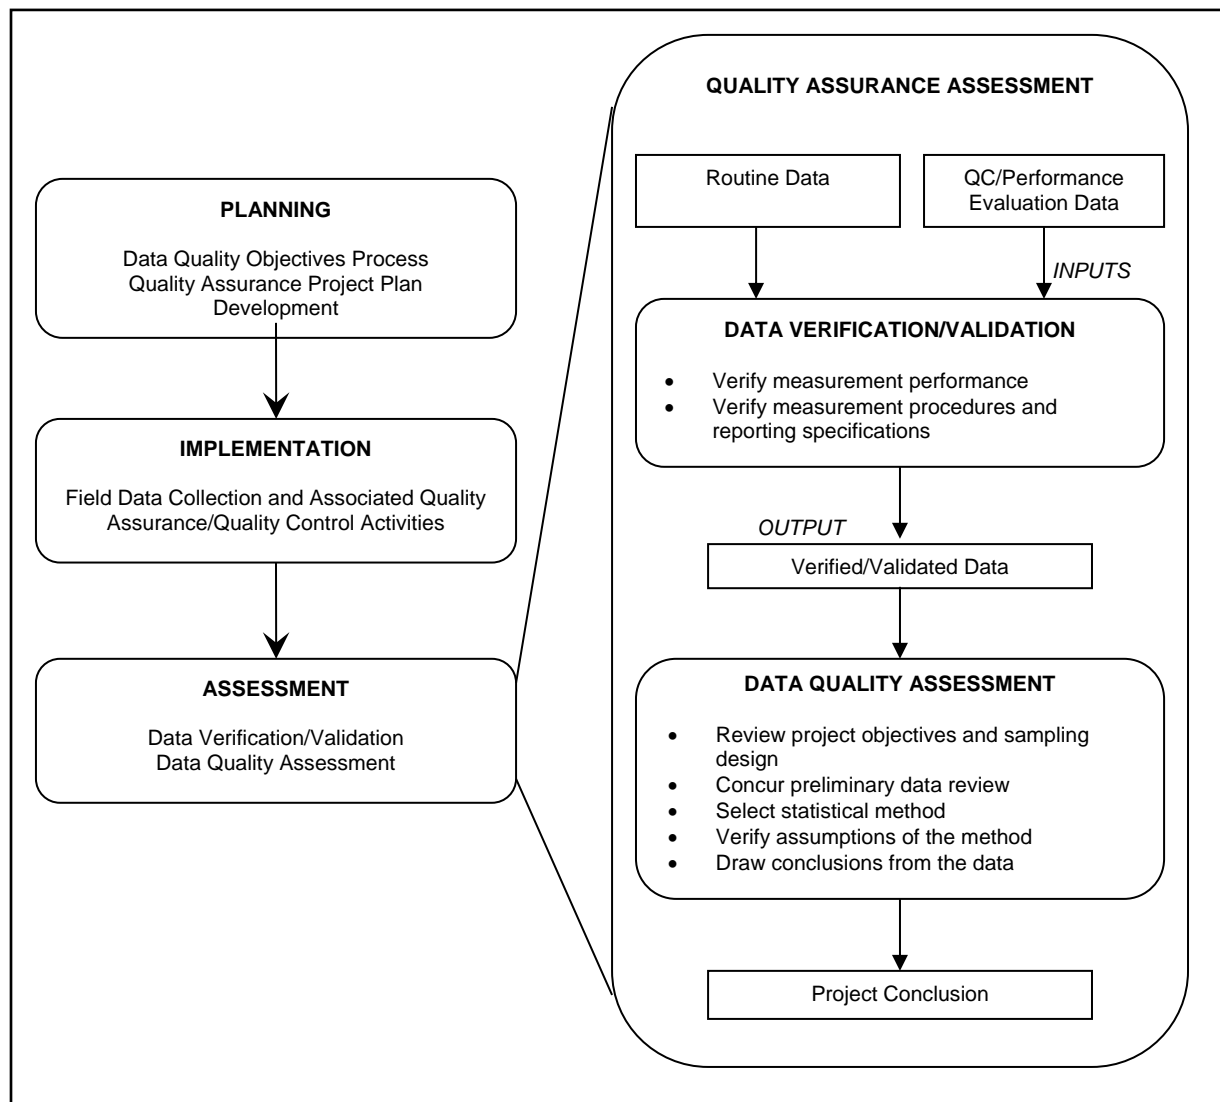 PLANNING
Data Quality Objectives Process
Quality Assurance Project Plan
Development
IMPLEMENTATION
Field Data Collection and Associated Quality
Assurance/Quality Control Activities
ASSESSMENT
Data Verification/Validation
Data Quality Assessment
QUALITY ASSURANCE ASSESSMENT
Routine Data
QC/Performance
Evaluation Data
INPUTS
DATA VERIFICATION/VALIDATION
• Verify measurement performance
• Verify measurement procedures and
reporting specifications
OUTPUT
Verified/Validated Data
DATA QUALITY ASSESSMENT
• Review project objectives and sampling
design
• Concur preliminary data review
• Select statistical method
• Verify assumptions of the method
• Draw conclusions from the data
Project Conclusion